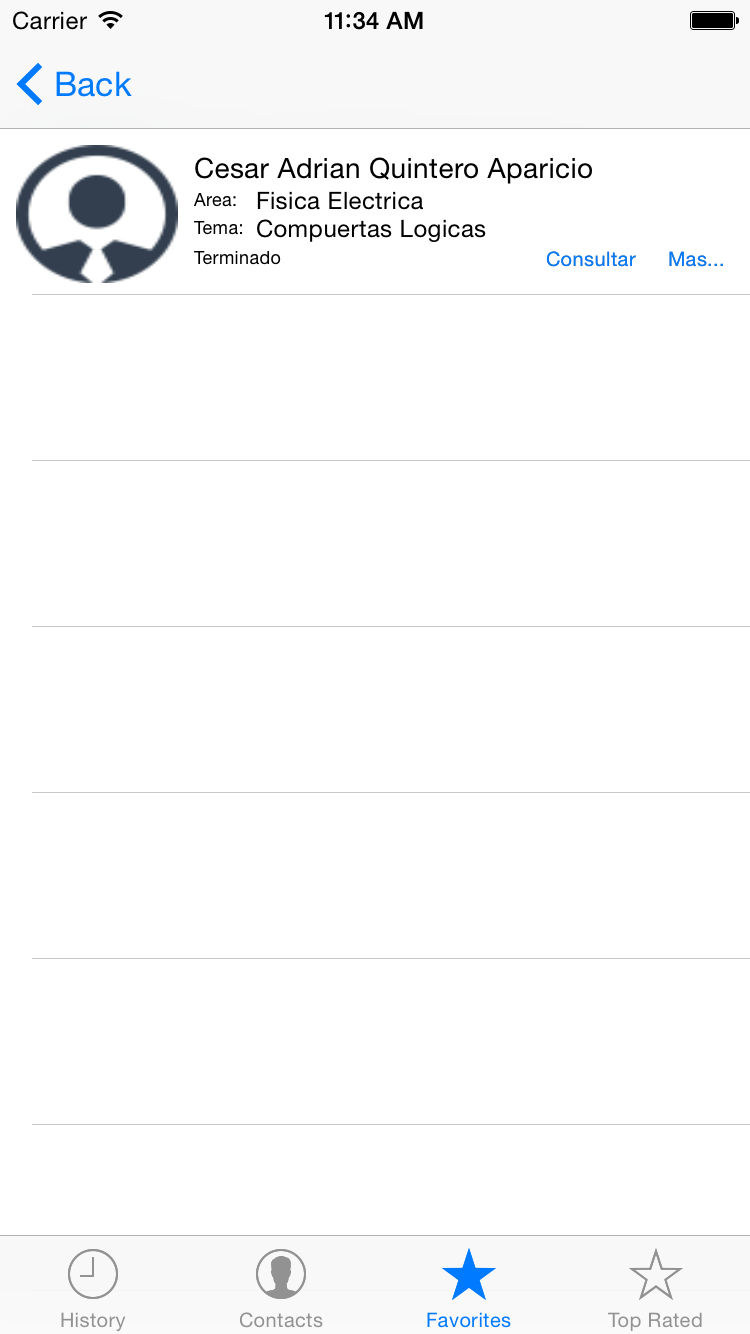 Carrier 11:34 AM
Back
Cesar Adrian Quintero Aparicio
Area: Fisica Electrica
Tema: Compuertas Logicas
Terminado Consultar Mas...
History Contacts Favorites Top Rated